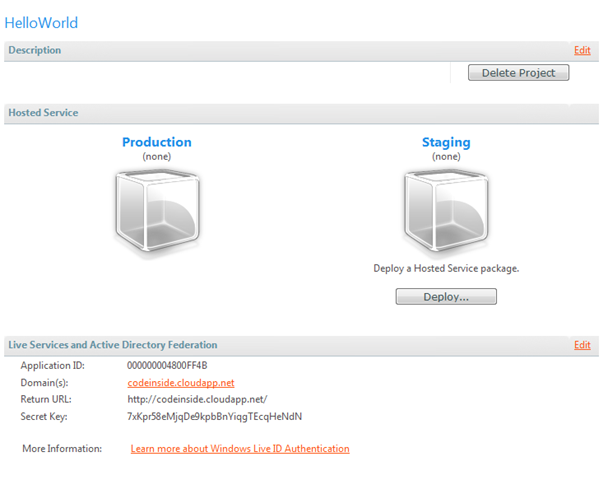 HelloWorld
Description Edit
Delete Project
Hosted Service
Production Staging
(none) (none)
Deploy a Hosted Service package.
Deploy...
Live Services and Active Directory Federation Edit
Application ID: 000000004800FF4B
Domain(s): codeinside.cloudapp.net
Return URL: http://codeinside.cloudapp.net/
Secret Key: 7xKpr58eMjqDe9kpbBnYiqgTEcqHeNdN
More Information: Learn more about Windows Live ID Authentication